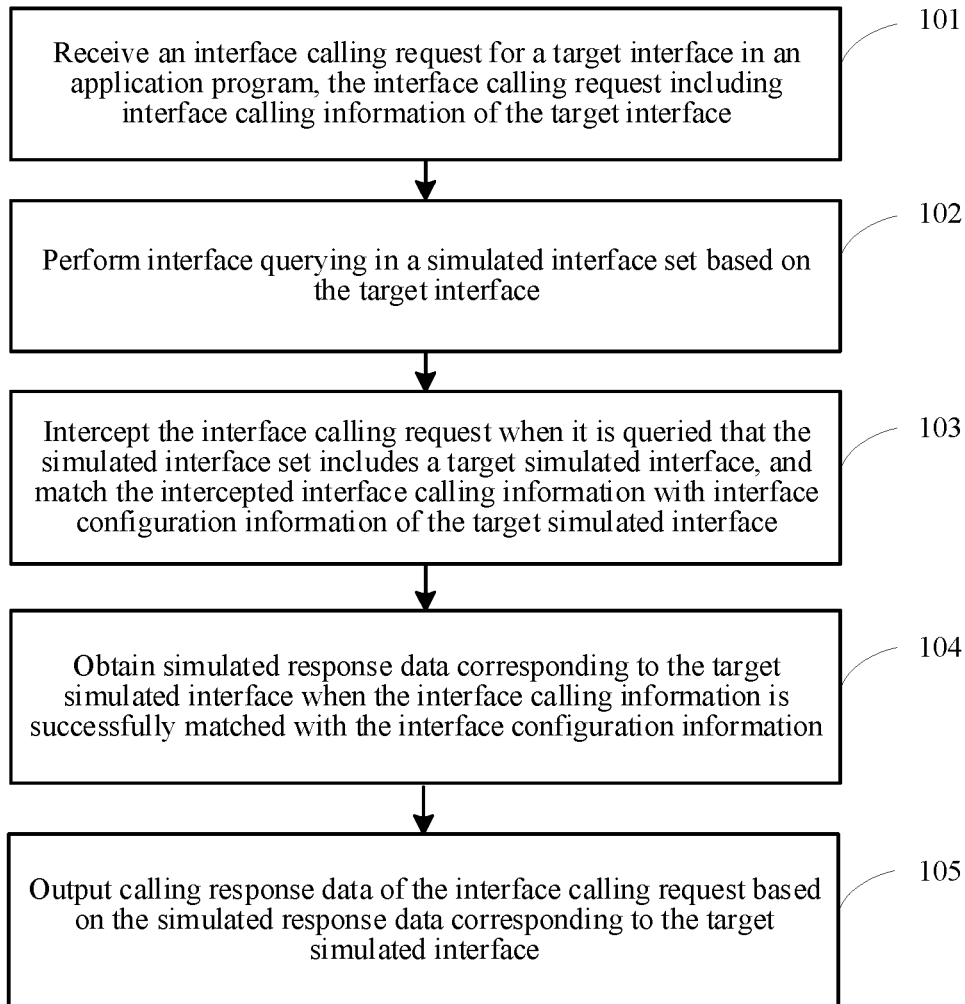 101
Receive an interface calling request for a target interface in an
application program, the interface calling request including
interface calling information of the target interface
102
Perform interface querying in a simulated interface set based on
the target interface
103
Intercept the interface calling request when it is queried that the
simulated interface set includes a target simulated interface, and
match the intercepted interface calling information with interface
configuration information of the target simulated interface
104
Obtain simulated response data corresponding to the target
simulated interface when the interface calling information is
successfully matched with the interface configuration information
105
Output calling response data of the interface calling request based
on the simulated response data corresponding to the target
simulated interface